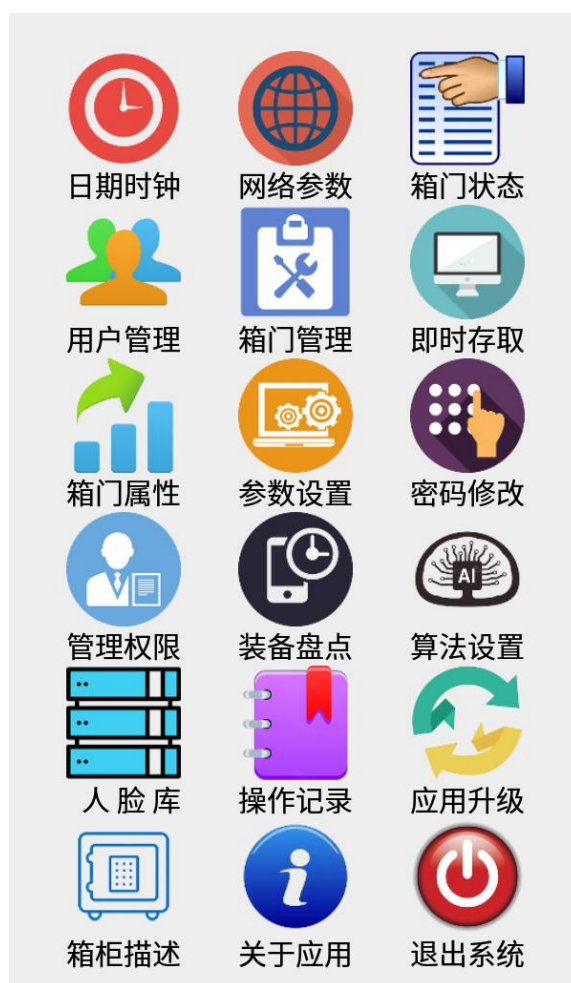 日期时钟 网络参数 箱门状态
用户管理 箱门管理 即时存取
箱门属性 参数设置 密码修改
AI
管理权限 装备盘点 算法设置
人脸库 操作记录 应用升级
i
箱柜描述 关于应用 退出系统